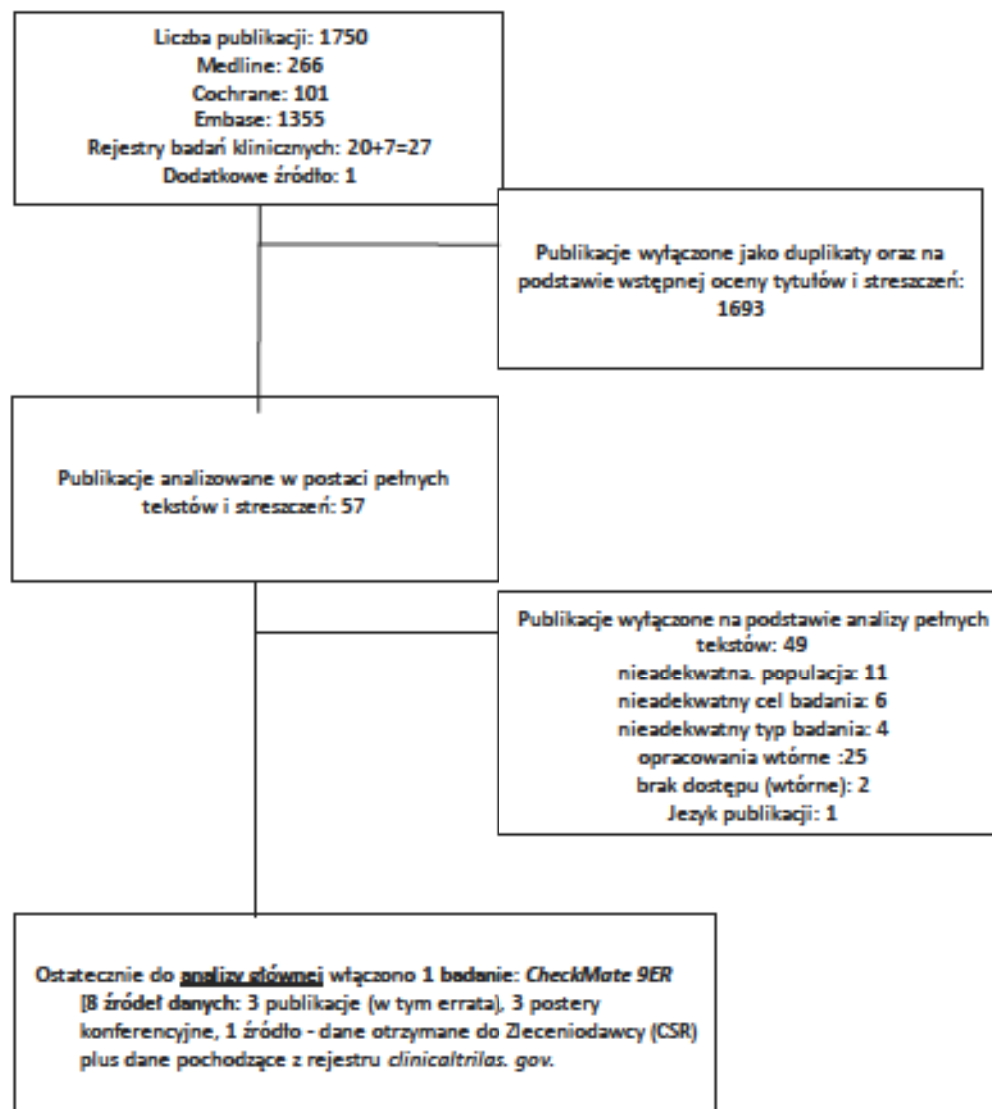 Liczba publikacji: 1750
Medline: 266
Cochrane: 101
Embase: 1355
Rejestry badań klinicznych: 20+7=27
Dodatkowe źródło: 1
Publikacje wyłączone jako duplikaty oraz na
podstawie wstępnej oceny tytułów i streszczeń:
1693
Publikacje analizowane w postaci pełnych
tekstów i streszczeń: 57
Publikacje wyłączone na podstawie analizy pełnych
tekstów: 49
nieadekwatna. populacja: 11
nieadekwatny cel badania: 6
nieadekwatny typ badania: 4
opracowania wtórne :25
brak dostępu (wtórne): 2
Jezyk publikacji: 1
Ostatecznie do analizy głównej włączono 1 badanie: CheckMate 9ER
[8 źródeł danych: 3 publikacje (w tym errata), 3 postery
konferencyjne, 1 źródło - dane otrzymane do Zleceniodawcy (CSR)
plus dane pochodzące z rejestru clinicaltrilas. gov.